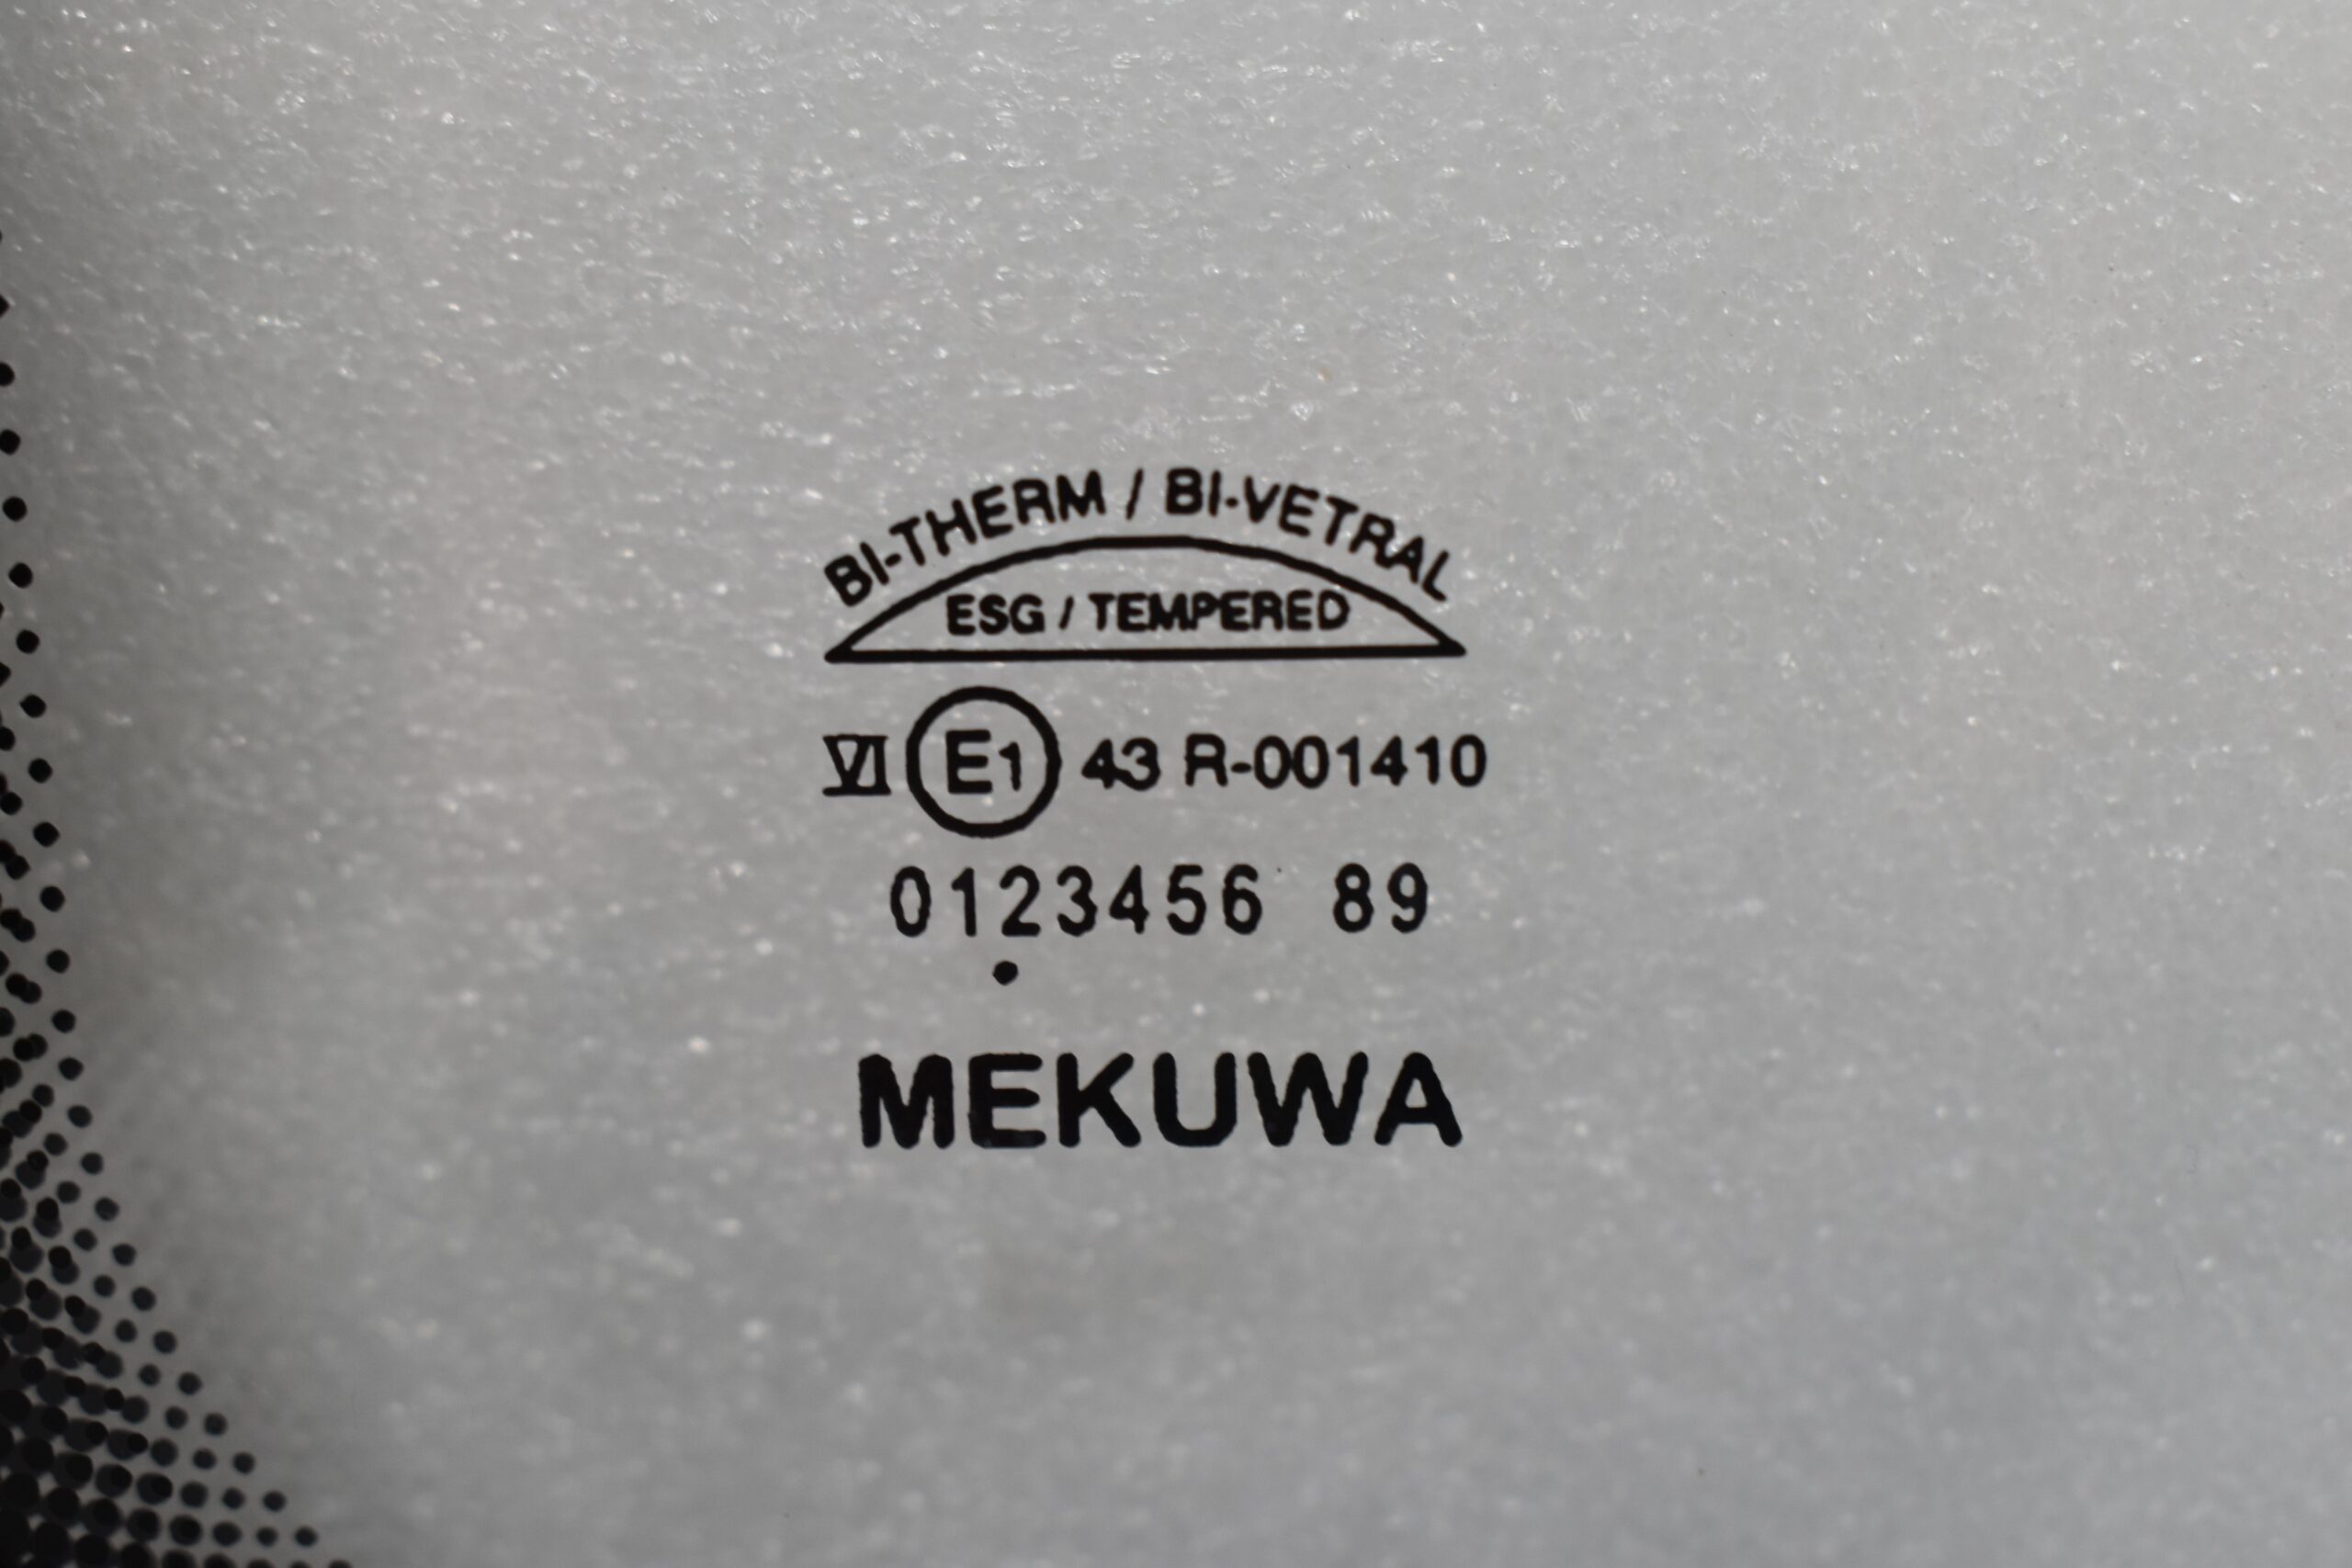 BI-THERM / BI-VETRAL
ESG / TEMPERED
VI E1 43 R-001410
0123456 89
MEKUWA